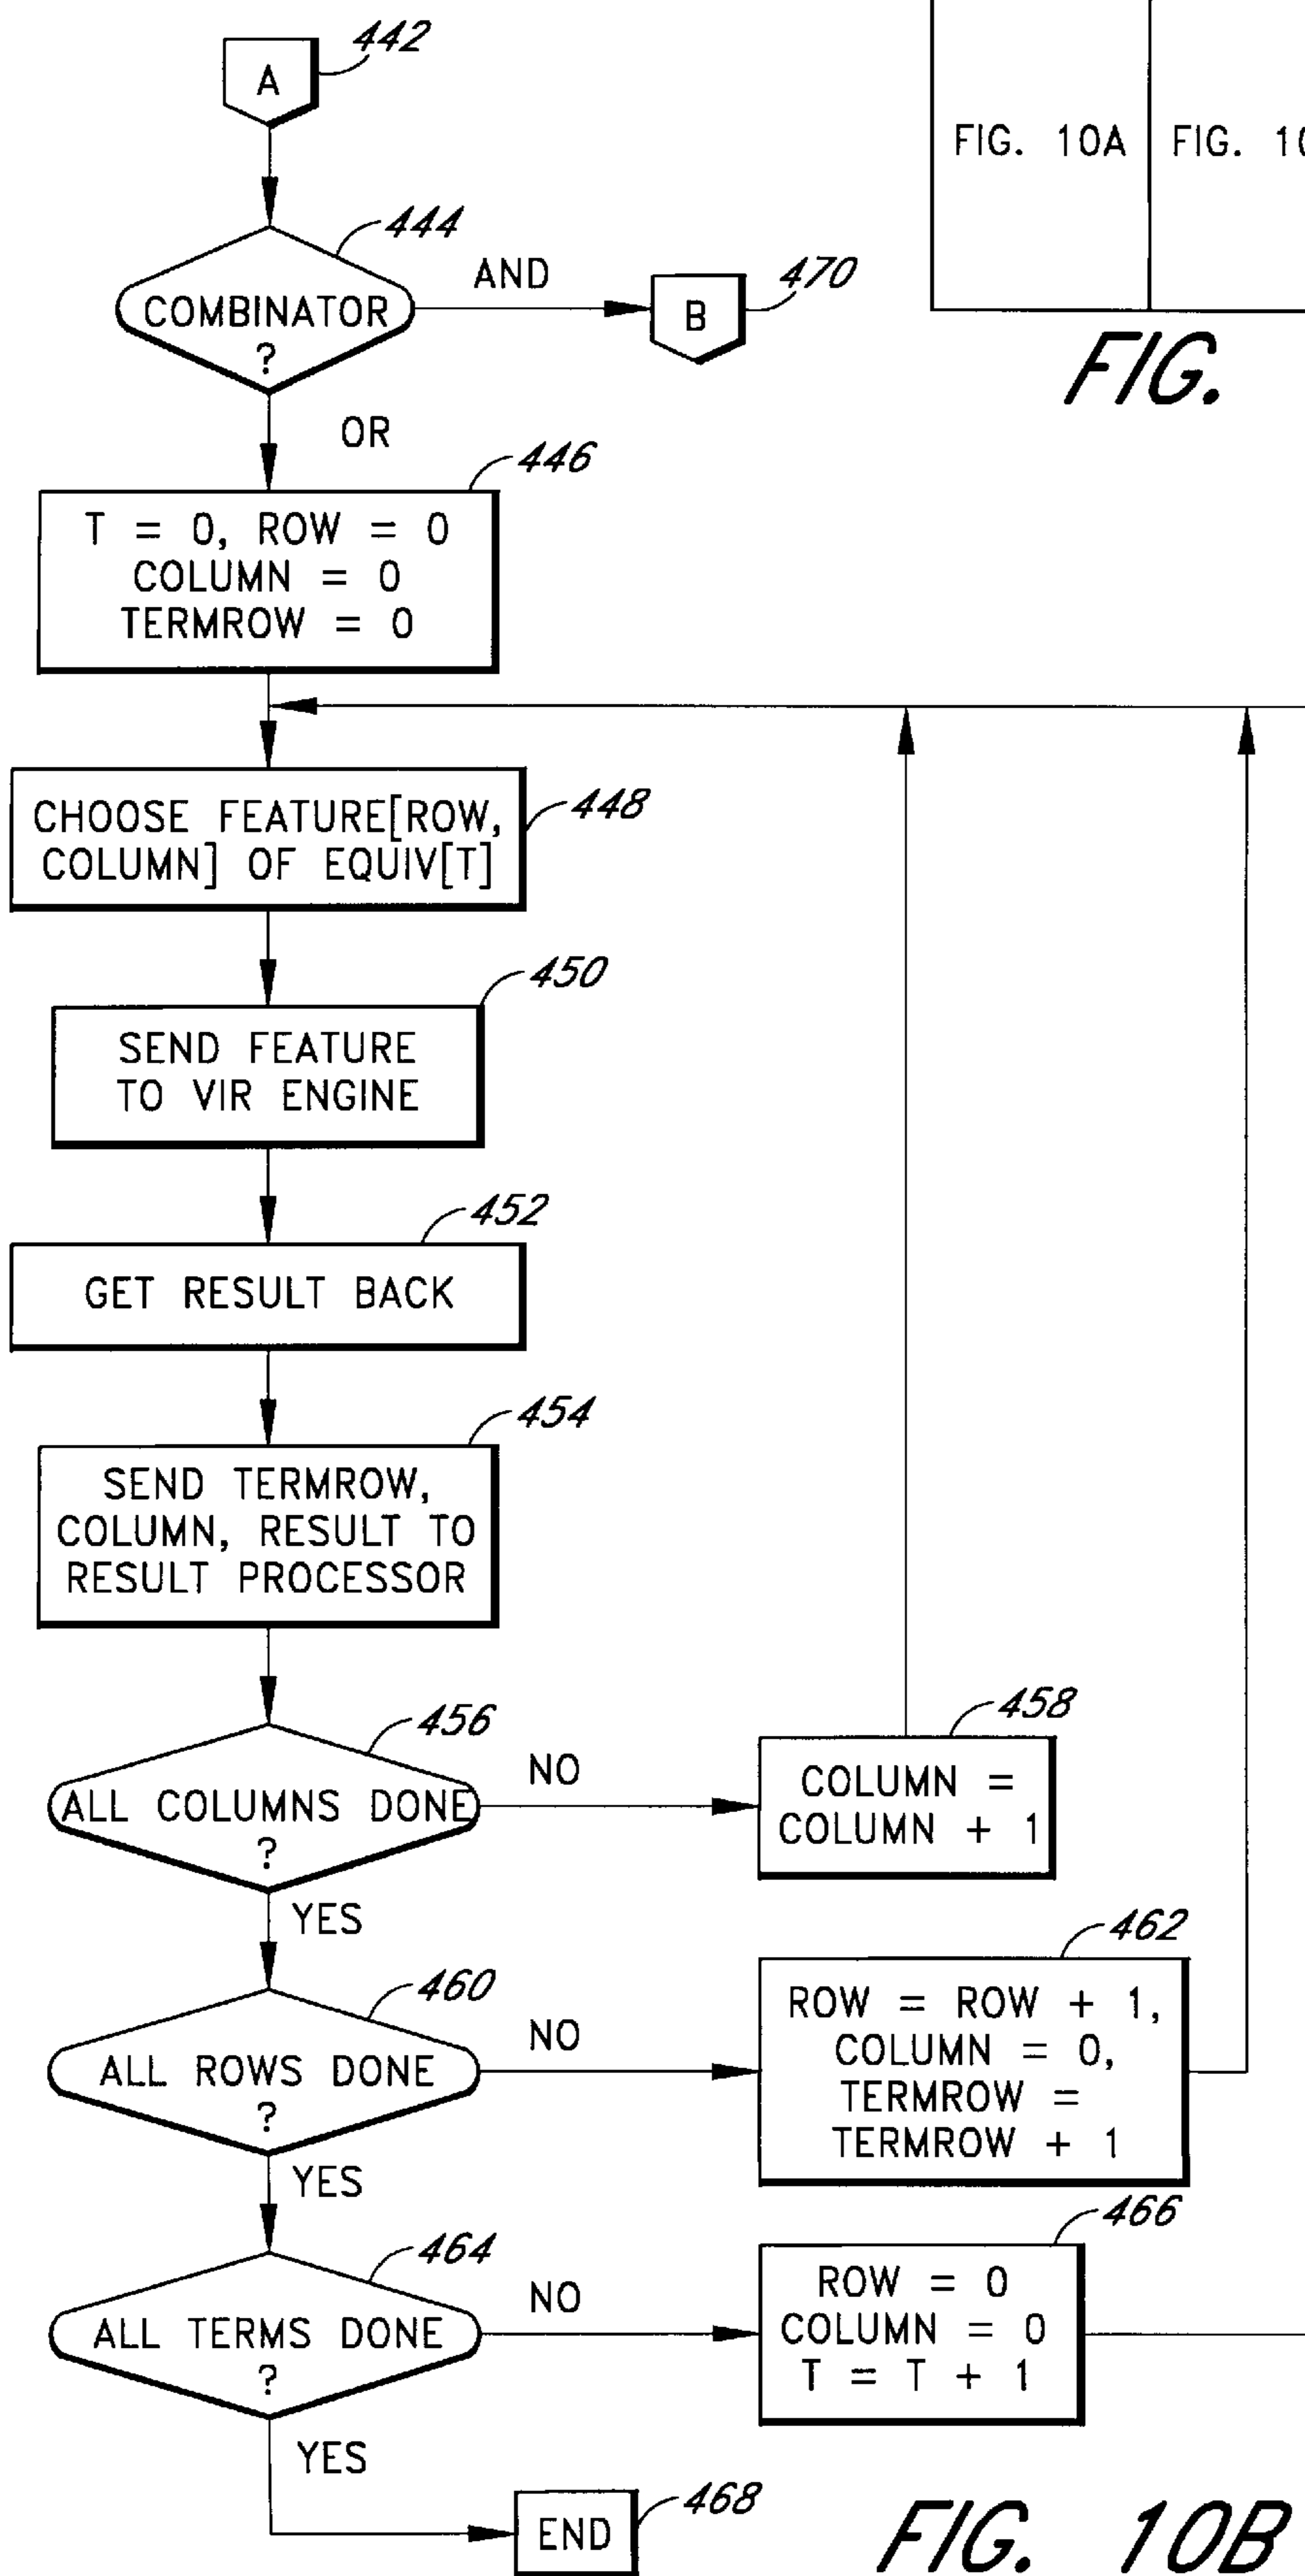 442
A
FIG. 10A
FIG. 10
FIG.
444
COMBINATOR
?
AND
B
470
OR
446
T = 0, ROW = 0
COLUMN = 0
TERMROW = 0
448
CHOOSE FEATURE[ROW,
COLUMN] OF EQUIV[T]
450
SEND FEATURE
TO VIR ENGINE
452
GET RESULT BACK
454
SEND TERMROW,
COLUMN, RESULT TO
RESULT PROCESSOR
456
ALL COLUMNS DONE
?
NO
458
COLUMN =
COLUMN + 1
YES
460
ALL ROWS DONE
?
NO
462
ROW = ROW + 1,
COLUMN = 0,
TERMROW =
TERMROW + 1
YES
464
ALL TERMS DONE
?
NO
466
ROW = 0
COLUMN = 0
T = T + 1
YES
END
468
FIG. 10B